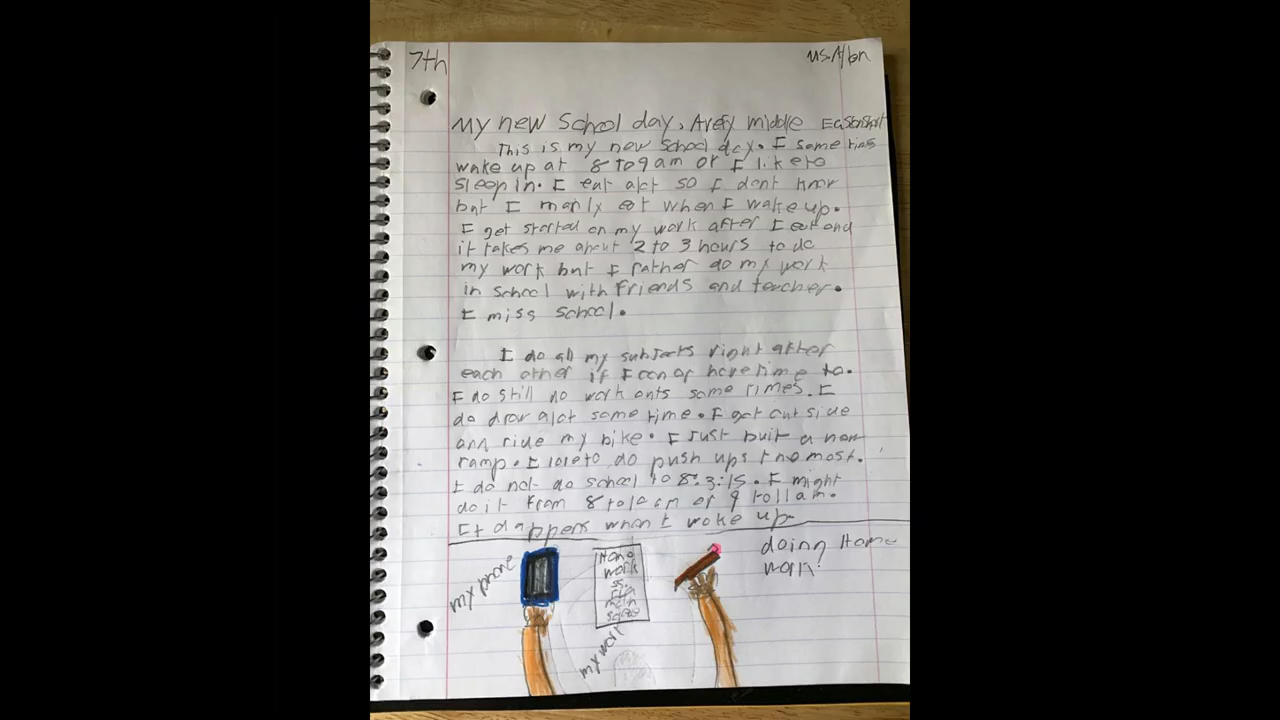 7th
My new School day. Avery middle
This is my new school day. I some times
wake up at 8 to 9 am or I like to
sleep in. I eat alot so I dont know
but I manly eat when I wake up.
I get started on my work after I eat and
it takes me about 2 to 3 hours to do
my work but I rather do my work
in school with friends and teacher.
I miss school.
I do all my subjects right after
each other if I can or have time to.
I do still do work outs some times. I
do draw alot some time. I got out side
and ride my bike. I Just buit a new
ramp. I love to do push ups the most.
I do not do school to 8:3:15. I might
do it from 8 to 10 am or 9 to 11 am.
It dappens when I woke up
my phone
Home
work
ss.
my work
doing Home
work